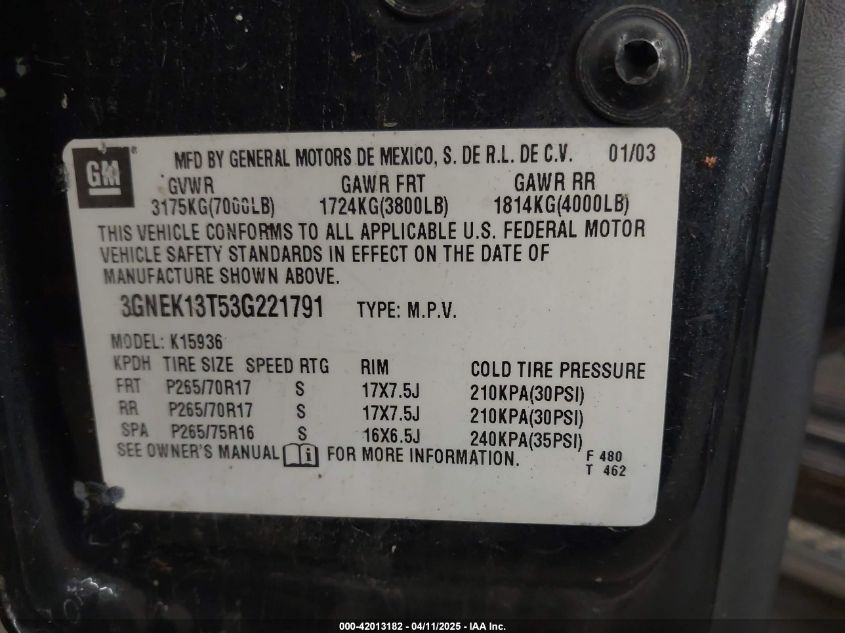 GM
MFD BY GENERAL MOTORS DE MEXICO, S. DE R.L. DE C.V. 01/03
GVWR GAWR FRT GAWR RR
3175KG(7000LB) 1724KG(3800LB) 1814KG(4000LB)
THIS VEHICLE CONFORMS TO ALL APPLICABLE U.S. FEDERAL MOTOR
VEHICLE SAFETY STANDARDS IN EFFECT ON THE DATE OF
MANUFACTURE SHOWN ABOVE.
3GNEK13T53G221791 TYPE: M.P.V.
MODEL: K15936
KPDH TIRE SIZE SPEED RTG RIM COLD TIRE PRESSURE
FRT P265/70R17 S 17X7.5J 210KPA(30PSI)
RR P265/70R17 S 17X7.5J 210KPA(30PSI)
SPA P265/75R16 S 16X6.5J 240KPA(35PSI)
SEE OWNER'S MANUAL i FOR MORE INFORMATION.
F 480
T 462
000-42013182 - 04/11/2025 - IAA Inc.